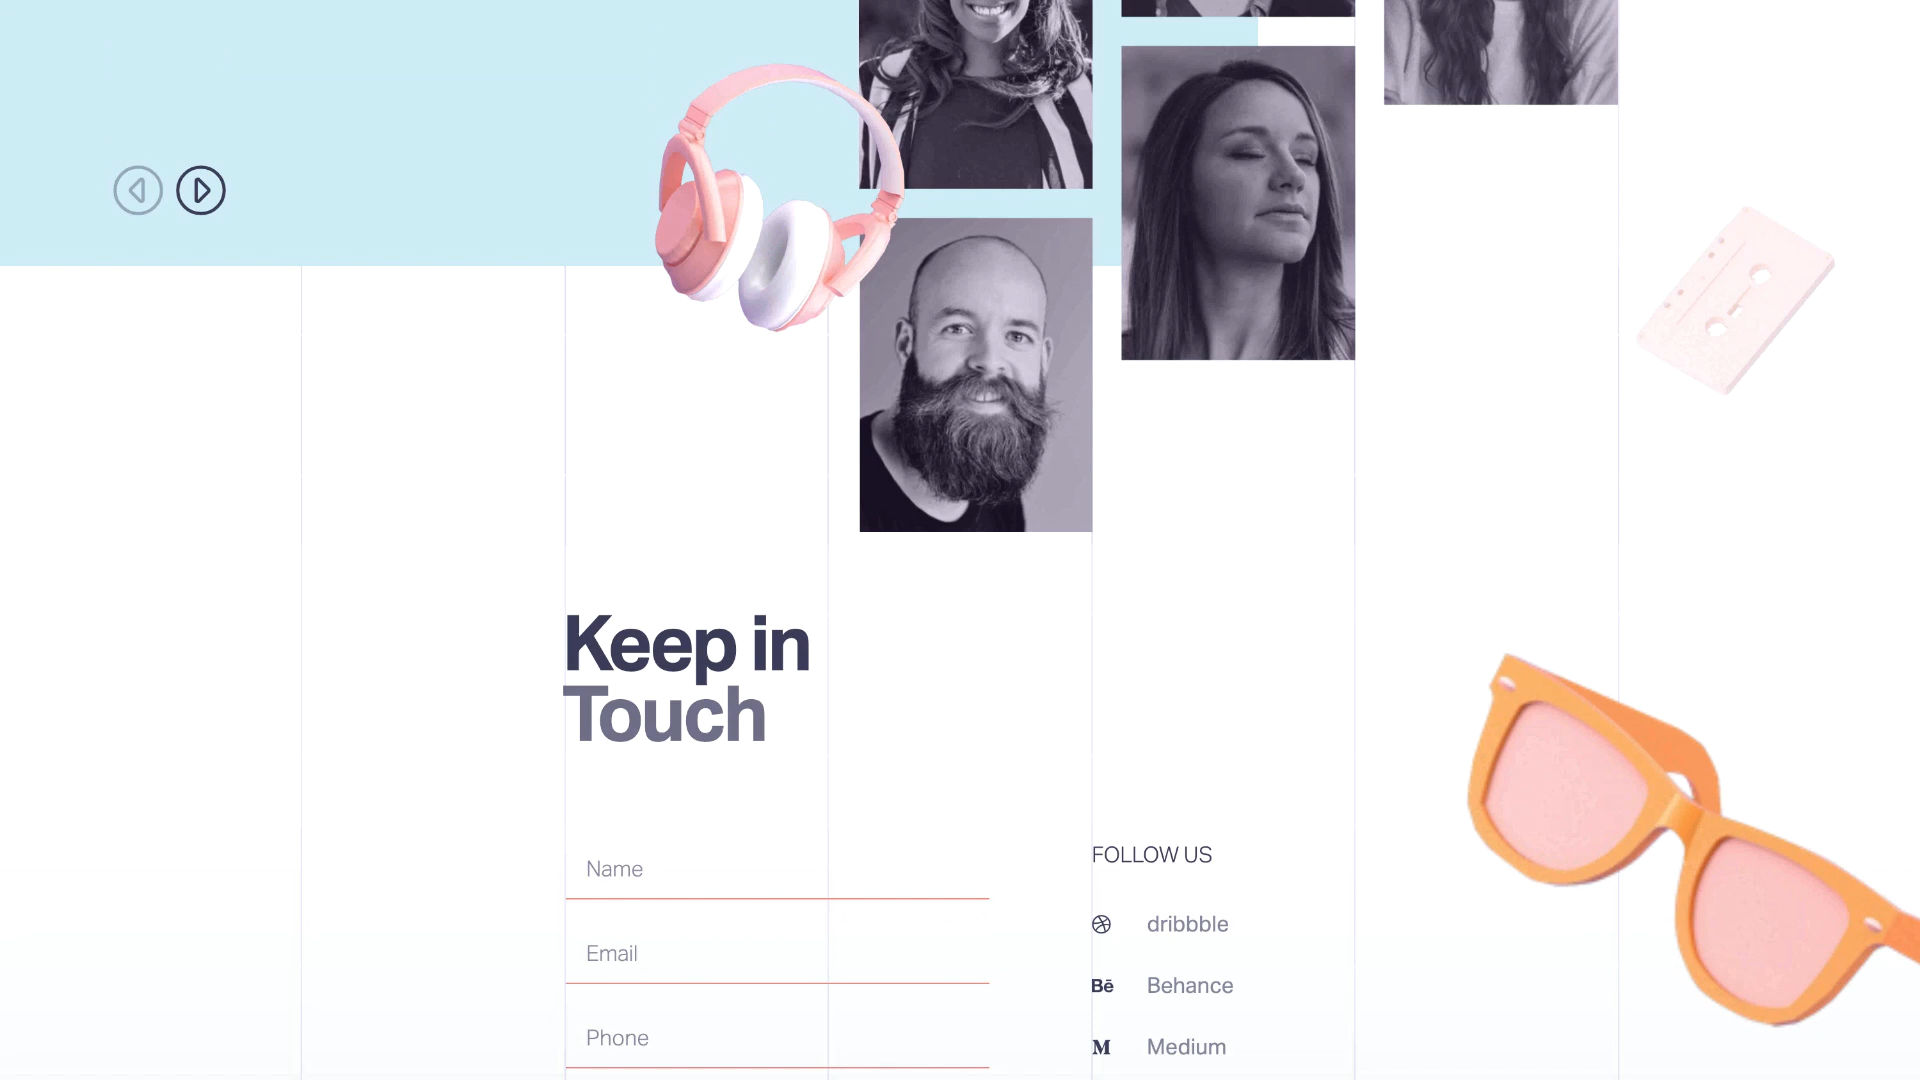 Keep in
Touch
Name
Email
Phone
FOLLOW US
dribbble
Bē Behance
M Medium